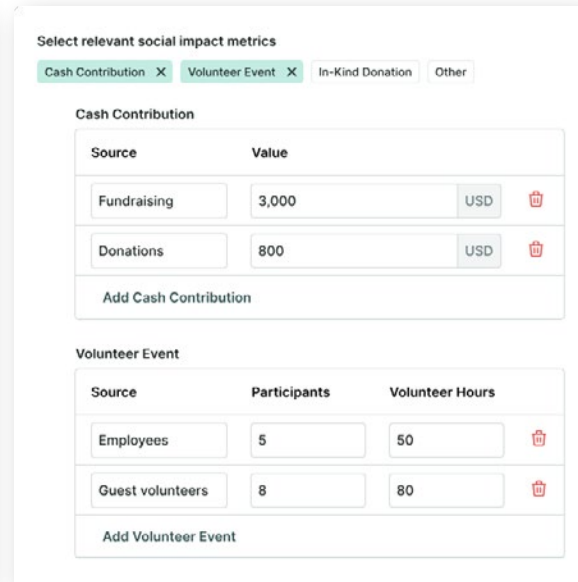 Select relevant social impact metrics
Cash Contribution X Volunteer Event X In-Kind Donation Other
Cash Contribution
Source Value
Fundraising 3,000 USD
Donations 800 USD
Add Cash Contribution
Volunteer Event
Source Participants Volunteer Hours
Employees 5 50
Guest volunteers 8 80
Add Volunteer Event